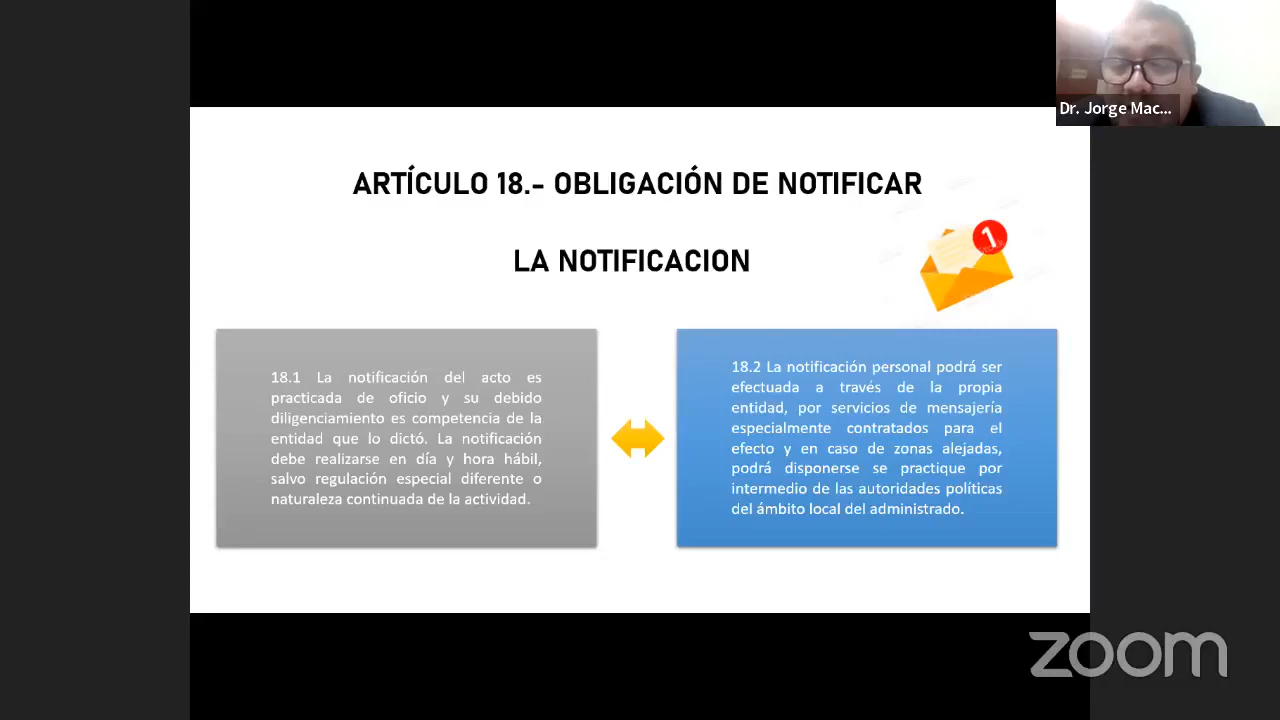 Dr. Jorge Mac...
ARTÍCULO 18.- OBLIGACIÓN DE NOTIFICAR
LA NOTIFICACION
1
18.1 La notificación del acto es
practicada de oficio y su debido
diligenciamiento es competencia de la
entidad que lo dictó. La notificación
debe realizarse en día y hora hábil,
salvo regulación especial diferente o
naturaleza continuada de la actividad.
18.2 La notificación personal podrá ser
efectuada a través de la propia
entidad, por servicios de mensajería
especialmente contratados para el
efecto y en caso de zonas alejadas,
podrá disponerse se practique por
intermedio de las autoridades políticas
del ámbito local del administrado.
zoom